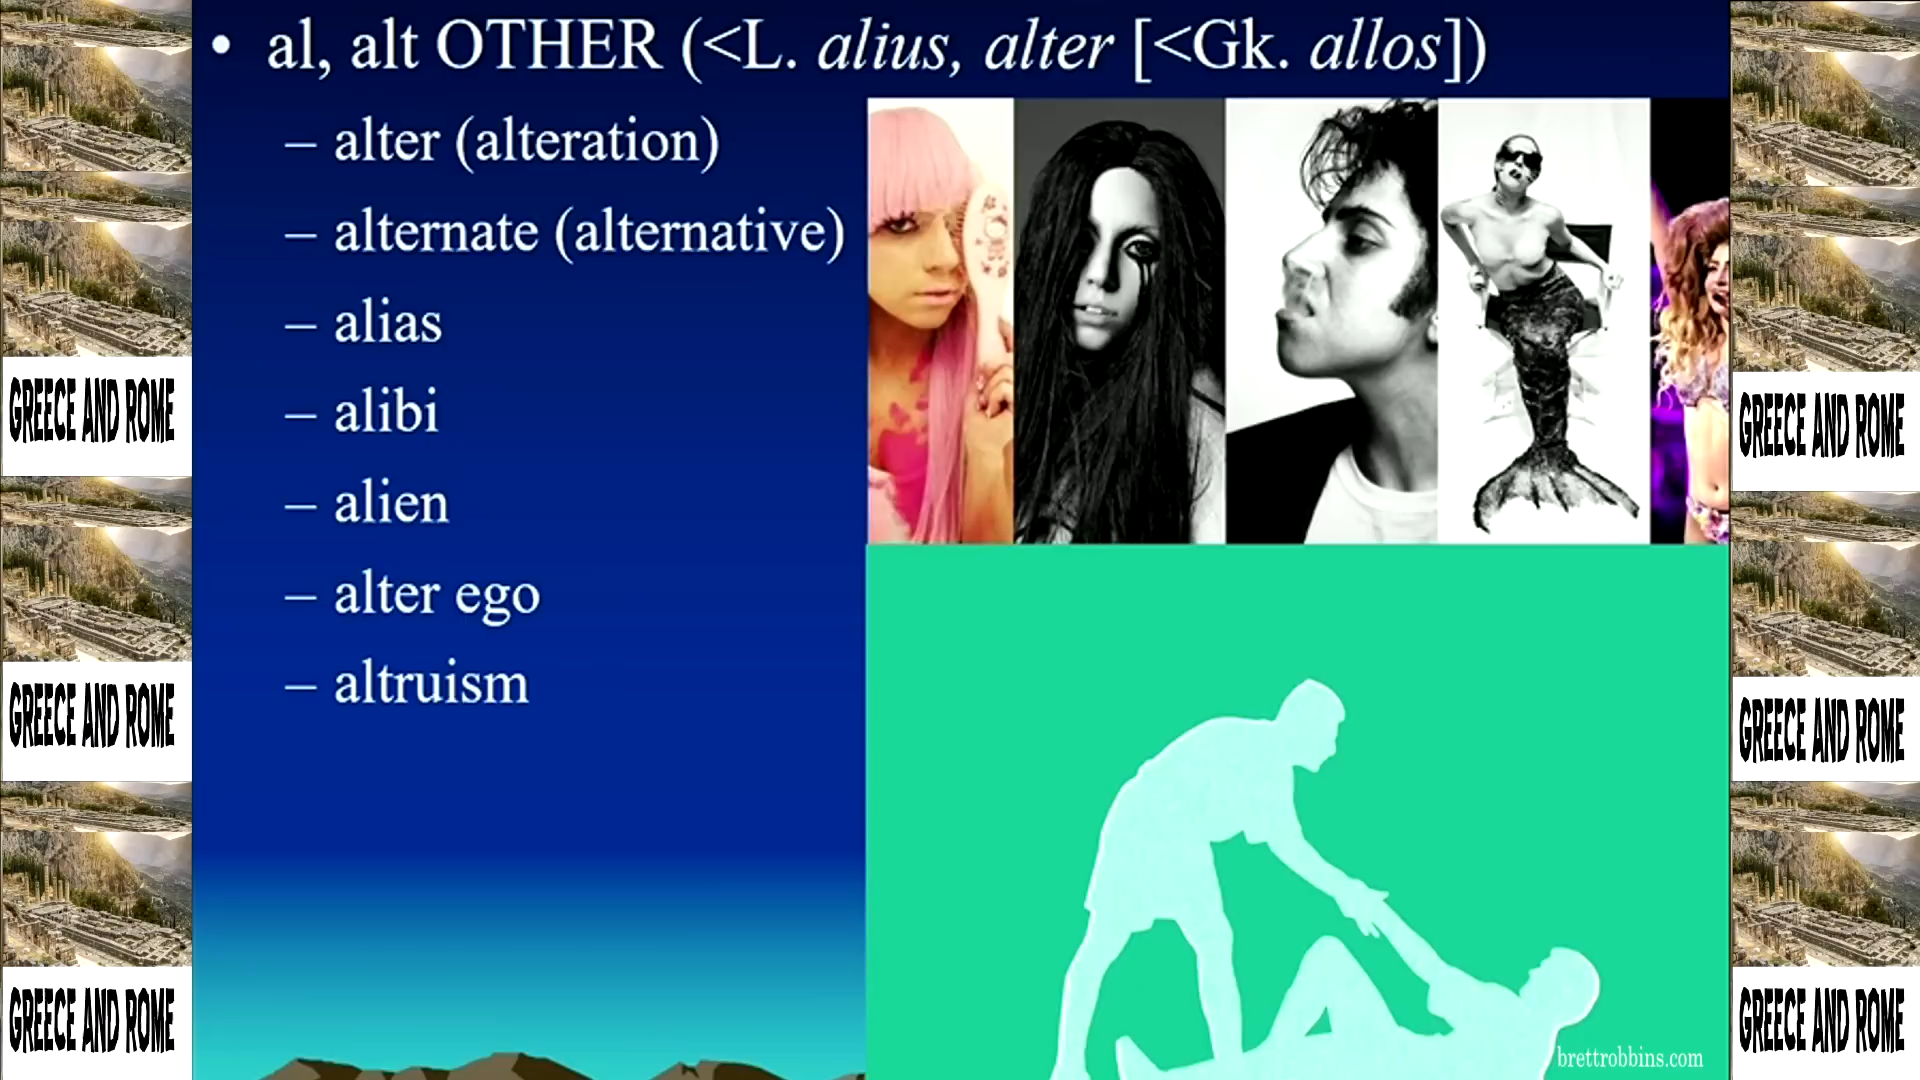 • al, alt OTHER (<L. alius, alter [<Gk. allos])
– alter (alteration)
– alternate (alternative)
– alias
– alibi
– alien
– alter ego
– altruism
GREECE AND ROME
GREECE AND ROME
GREECE AND ROME
GREECE AND ROME
GREECE AND ROME
GREECE AND ROME
brettrobbins.com